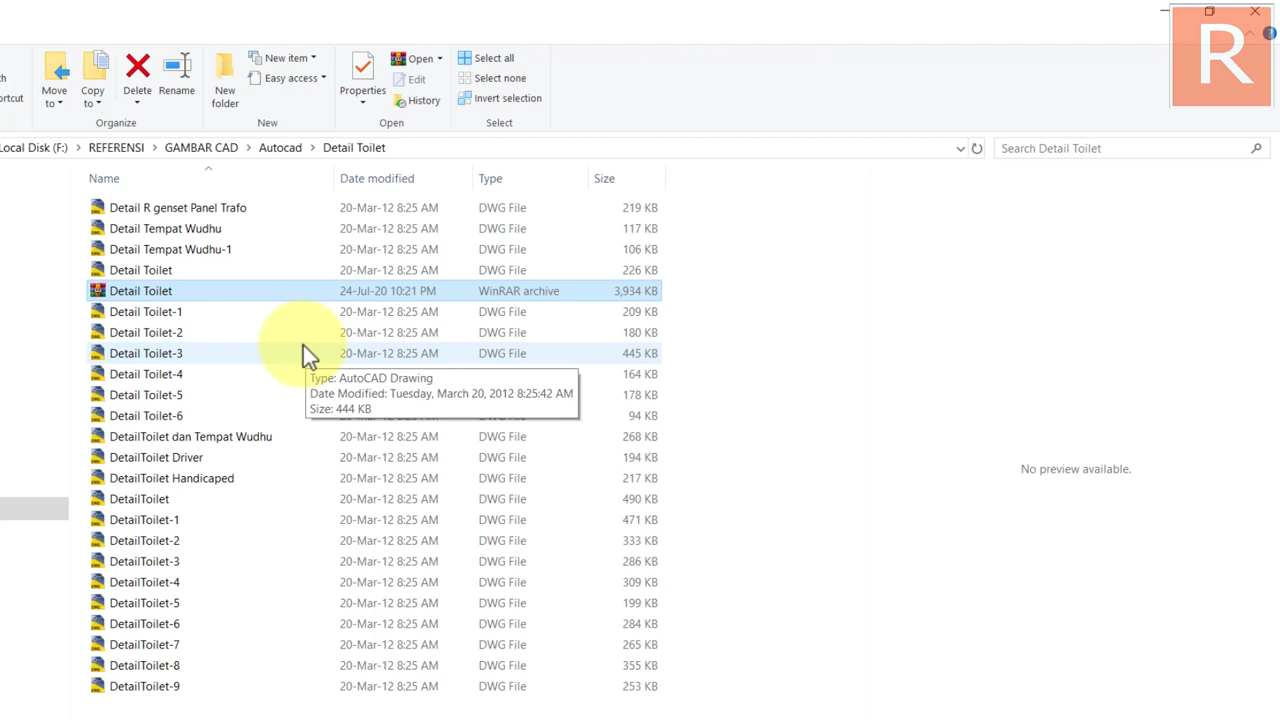 R
New item
Easy access
Select all
Select none
Invert selection
Open
Edit
History
Move to
Copy to
Delete
Rename
New folder
Properties
Organize
New
Open
Select
ch
ortcut
Local Disk (F:) > REFERENSI > GAMBAR CAD > Autocad > Detail Toilet
Search Detail Toilet
Name Date modified Type Size
Detail R genset Panel Trafo 20-Mar-12 8:25 AM DWG File 219 KB
Detail Tempat Wudhu 20-Mar-12 8:25 AM DWG File 117 KB
Detail Tempat Wudhu-1 20-Mar-12 8:25 AM DWG File 106 KB
Detail Toilet 20-Mar-12 8:25 AM DWG File 226 KB
Detail Toilet 24-Jul-20 10:21 PM WinRAR archive 3,934 KB
Detail Toilet-1 20-Mar-12 8:25 AM DWG File 209 KB
Detail Toilet-2 20-Mar-12 8:25 AM DWG File 180 KB
Detail Toilet-3 20-Mar-12 8:25 AM DWG File 445 KB
Detail Toilet-4 20-Mar-12 8:25 AM DWG File 164 KB
Type: AutoCAD Drawing
Date Modified: Tuesday, March 20, 2012 8:25:42 AM
Size: 444 KB
Detail Toilet-5 20-Mar-12 8:25 AM DWG File 178 KB
Detail Toilet-6 20-Mar-12 8:25 AM DWG File 94 KB
DetailToilet dan Tempat Wudhu 20-Mar-12 8:25 AM DWG File 268 KB
DetailToilet Driver 20-Mar-12 8:25 AM DWG File 194 KB
DetailToilet Handicaped 20-Mar-12 8:25 AM DWG File 217 KB
DetailToilet 20-Mar-12 8:25 AM DWG File 490 KB
DetailToilet-1 20-Mar-12 8:25 AM DWG File 471 KB
DetailToilet-2 20-Mar-12 8:25 AM DWG File 333 KB
DetailToilet-3 20-Mar-12 8:25 AM DWG File 286 KB
DetailToilet-4 20-Mar-12 8:25 AM DWG File 309 KB
DetailToilet-5 20-Mar-12 8:25 AM DWG File 199 KB
DetailToilet-6 20-Mar-12 8:25 AM DWG File 284 KB
DetailToilet-7 20-Mar-12 8:25 AM DWG File 265 KB
DetailToilet-8 20-Mar-12 8:25 AM DWG File 355 KB
DetailToilet-9 20-Mar-12 8:25 AM DWG File 253 KB
No preview available.